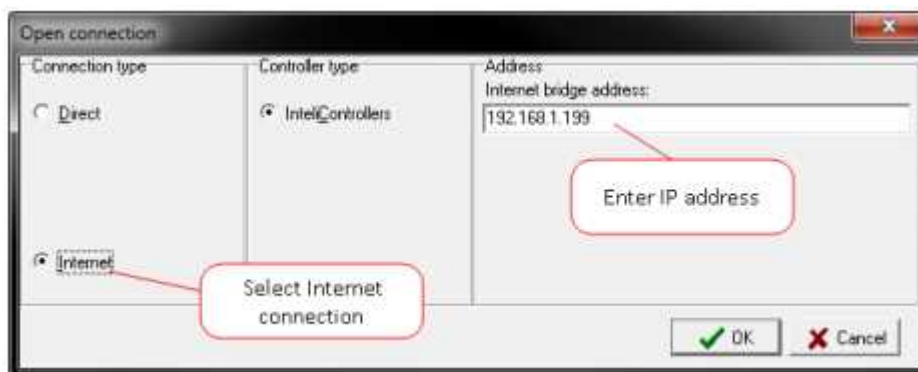 Open connection
Connection type
Controller type
Address
Internet bridge address:
Direct
InteliControllers
192.168.1.199
Enter IP address
Internet
Select Internet
connection
OK
Cancel